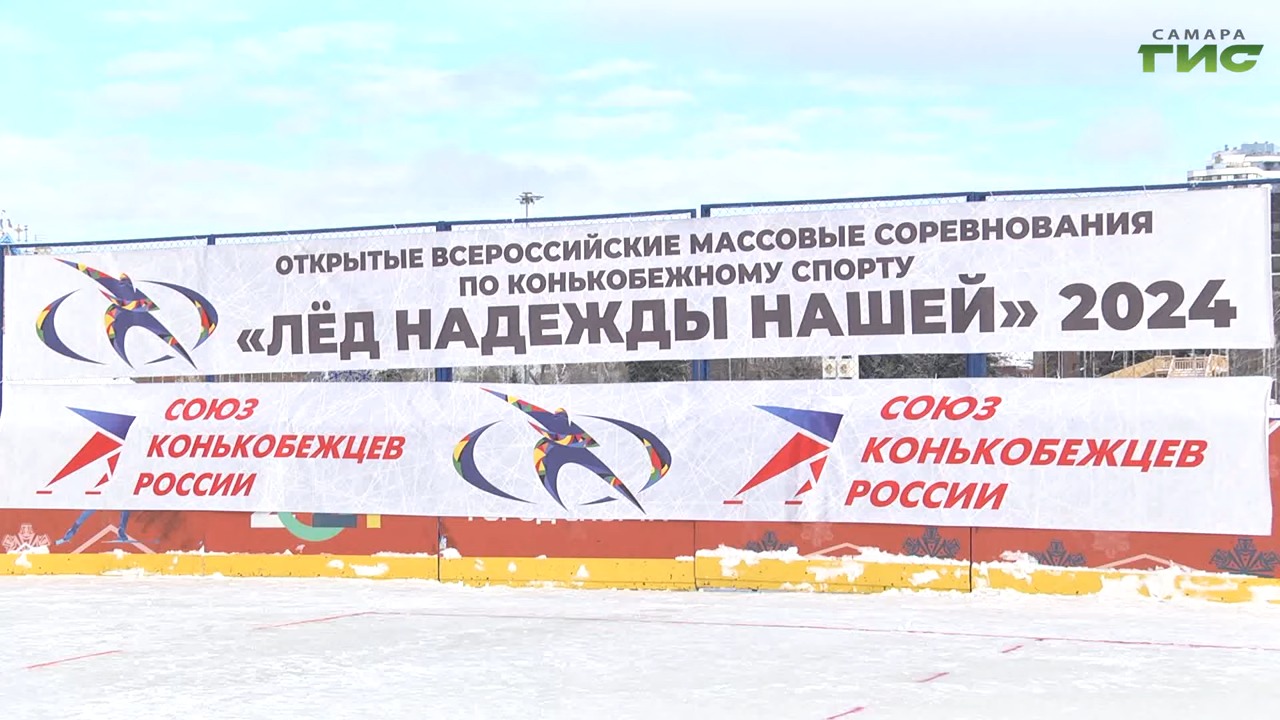 САМАРА
ГИС
ОТКРЫТЫЕ ВСЕРОССИЙСКИЕ МАССОВЫЕ СОРЕВНОВАНИЯ
ПО КОНЬКОБЕЖНОМУ СПОРТУ
«ЛЁД НАДЕЖДЫ НАШЕЙ» 2024
СОЮЗ
КОНЬКОБЕЖЦЕВ
РОССИИ
СОЮЗ
КОНЬКОБЕЖЦЕВ
РОССИИ